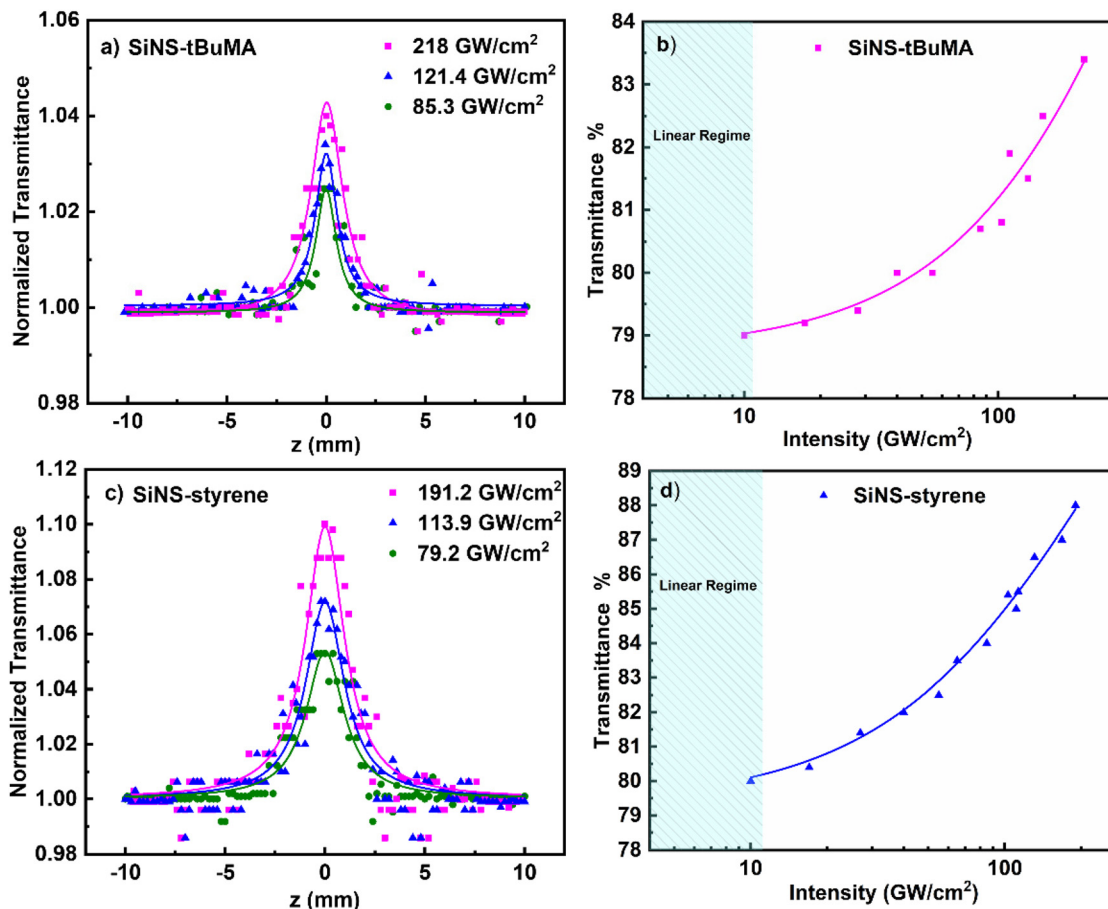 a) SiNS-tBuMA
218 GW/cm²
121.4 GW/cm²
85.3 GW/cm²
1.06
1.04
1.02
1.00
0.98
Normalized Transmittance
-10
-5
0
5
10
z (mm)
b)
SiNS-tBuMA
Linear Regime
84
83
82
81
80
79
78
Transmittance %
10
100
Intensity (GW/cm²)
c) SiNS-styrene
191.2 GW/cm²
113.9 GW/cm²
79.2 GW/cm²
1.12
1.10
1.08
1.06
1.04
1.02
1.00
0.98
Normalized Transmittance
-10
-5
0
5
10
z (mm)
d)
SiNS-styrene
Linear Regime
89
88
87
86
85
84
83
82
81
80
79
78
Transmittance %
10
100
Intensity (GW/cm²)